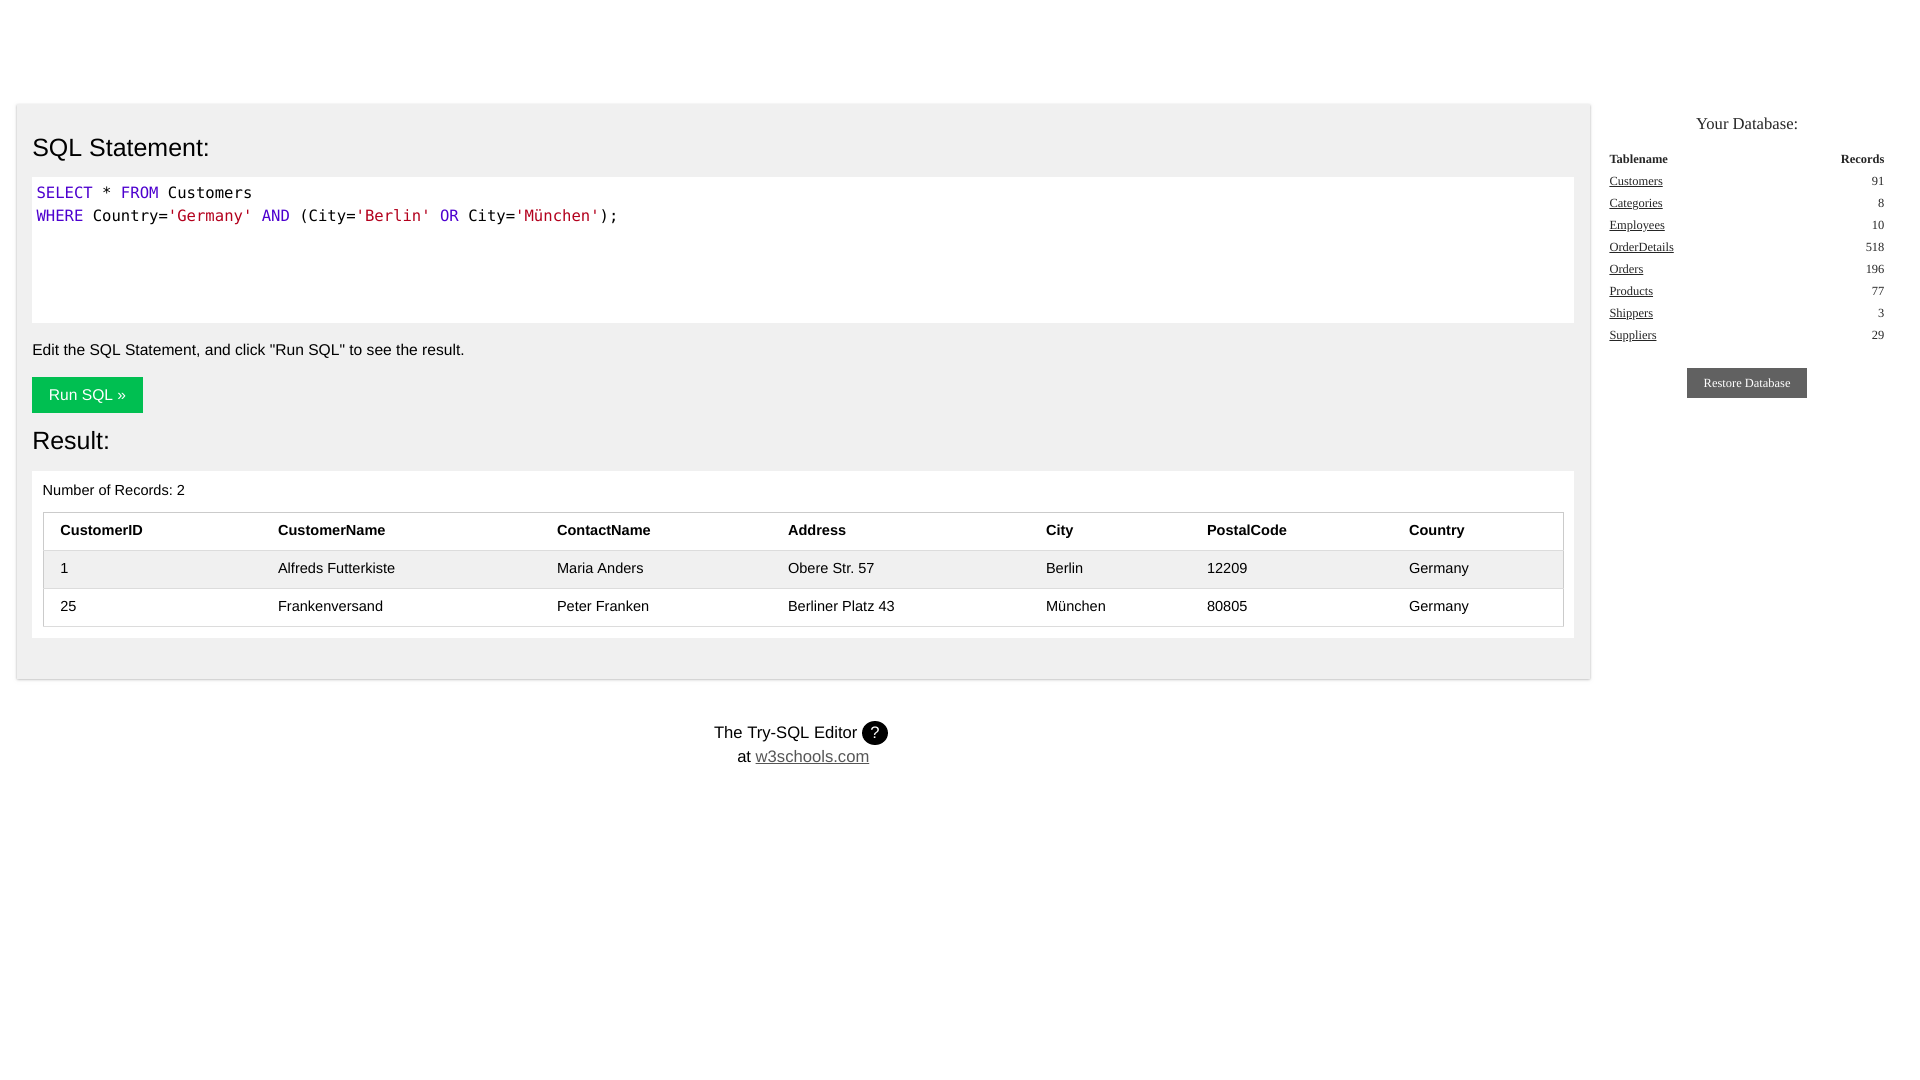 SQL Statement:
SELECT * FROM Customers
WHERE Country='Germany' AND (City='Berlin' OR City='München');
Edit the SQL Statement, and click "Run SQL" to see the result.
Run SQL »
Result:
Number of Records: 2
CustomerID CustomerName ContactName Address City PostalCode Country
1 Alfreds Futterkiste Maria Anders Obere Str. 57 Berlin 12209 Germany
25 Frankenversand Peter Franken Berliner Platz 43 München 80805 Germany
The Try-SQL Editor ?
at w3schools.com
Your Database:
Tablename Records
Customers 91
Categories 8
Employees 10
OrderDetails 518
Orders 196
Products 77
Shippers 3
Suppliers 29
Restore Database